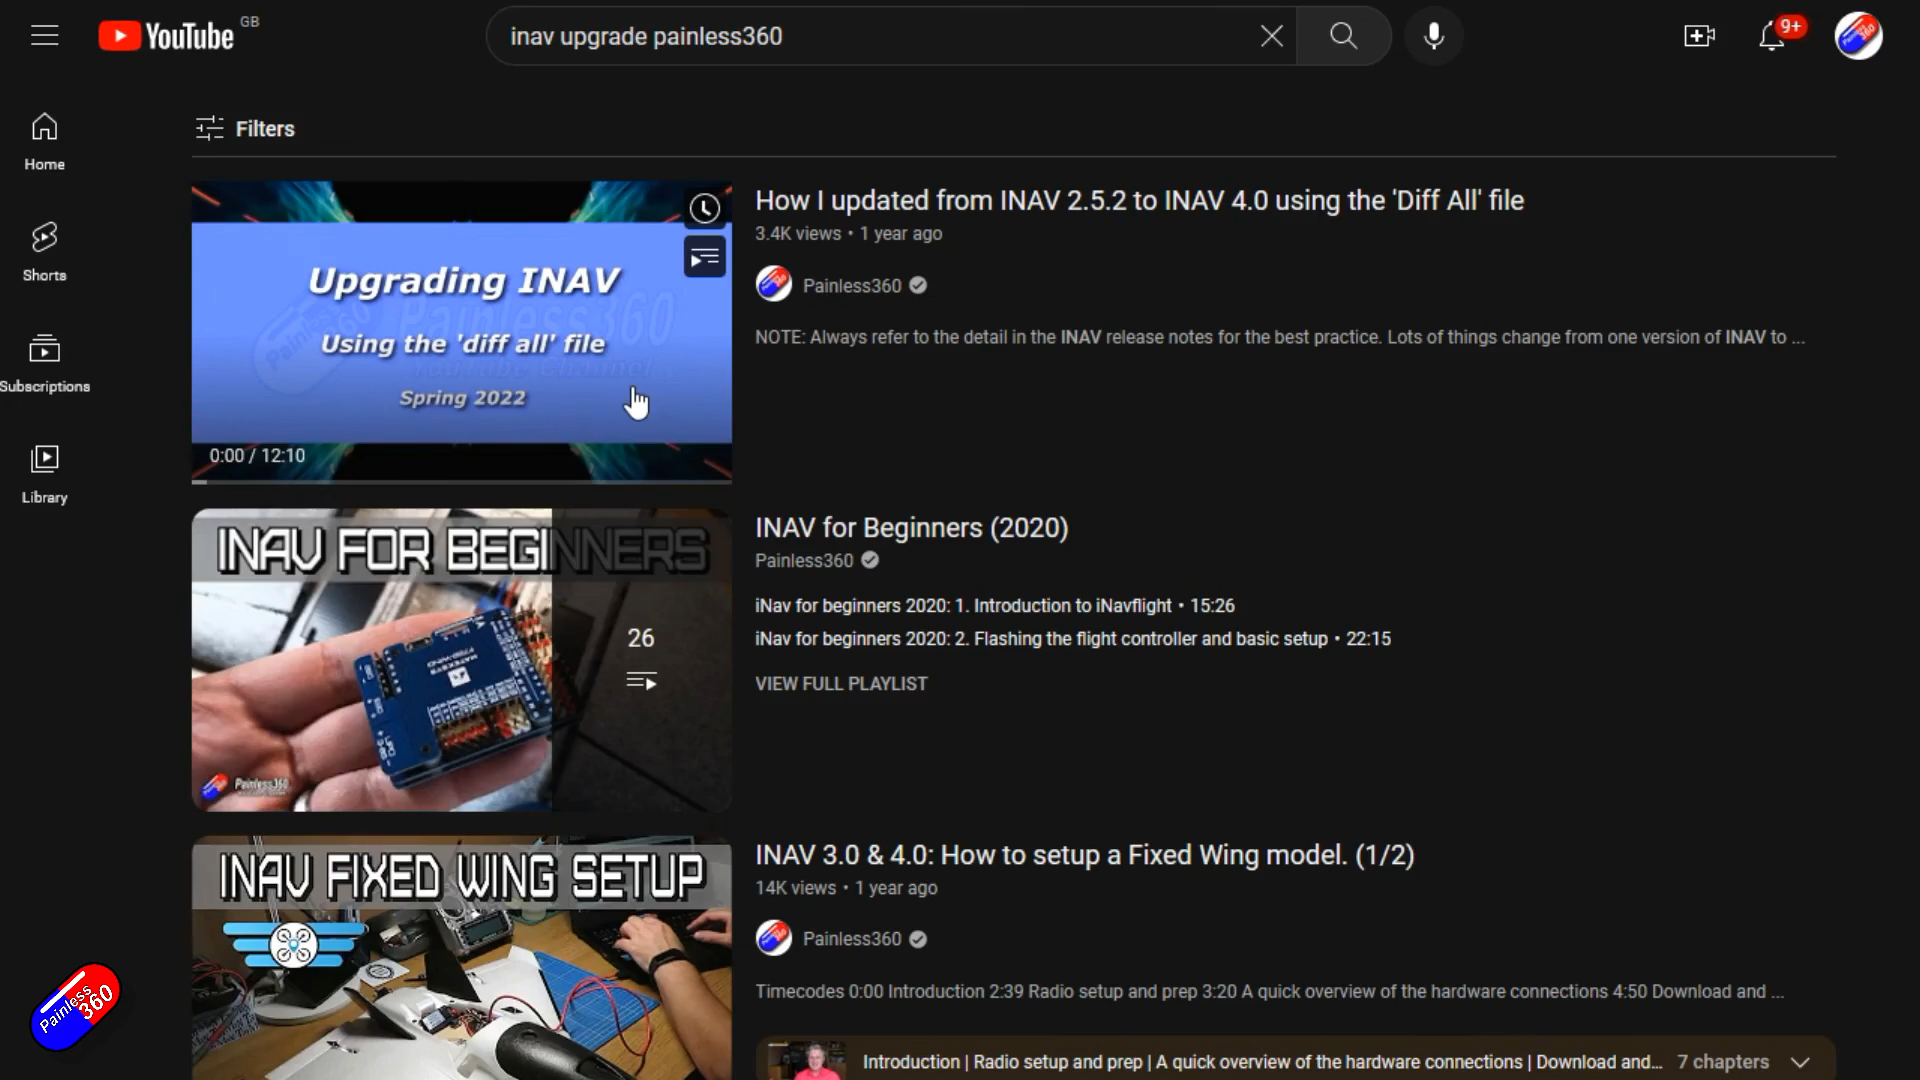 YouTube GB
inav upgrade painless360
9+
Home
Shorts
Subscriptions
Library
Filters
Upgrading INAV
Using the 'diff all' file
Spring 2022
0:00 / 12:10
How I updated from INAV 2.5.2 to INAV 4.0 using the 'Diff All' file
3.4K views • 1 year ago
Painless360
NOTE: Always refer to the detail in the INAV release notes for the best practice. Lots of things change from one version of INAV to ...
INAV FOR BEGINNERS
26
Painless360
INAV for Beginners (2020)
Painless360
iNav for beginners 2020: 1. Introduction to iNavflight • 15:26
iNav for beginners 2020: 2. Flashing the flight controller and basic setup • 22:15
VIEW FULL PLAYLIST
INAV FIXED WING SETUP
INAV 3.0 & 4.0: How to setup a Fixed Wing model. (1/2)
14K views • 1 year ago
Painless360
Timecodes 0:00 Introduction 2:39 Radio setup and prep 3:20 A quick overview of the hardware connections 4:50 Download and ...
Introduction | Radio setup and prep | A quick overview of the hardware connections | Download and... 7 chapters
Painless 360